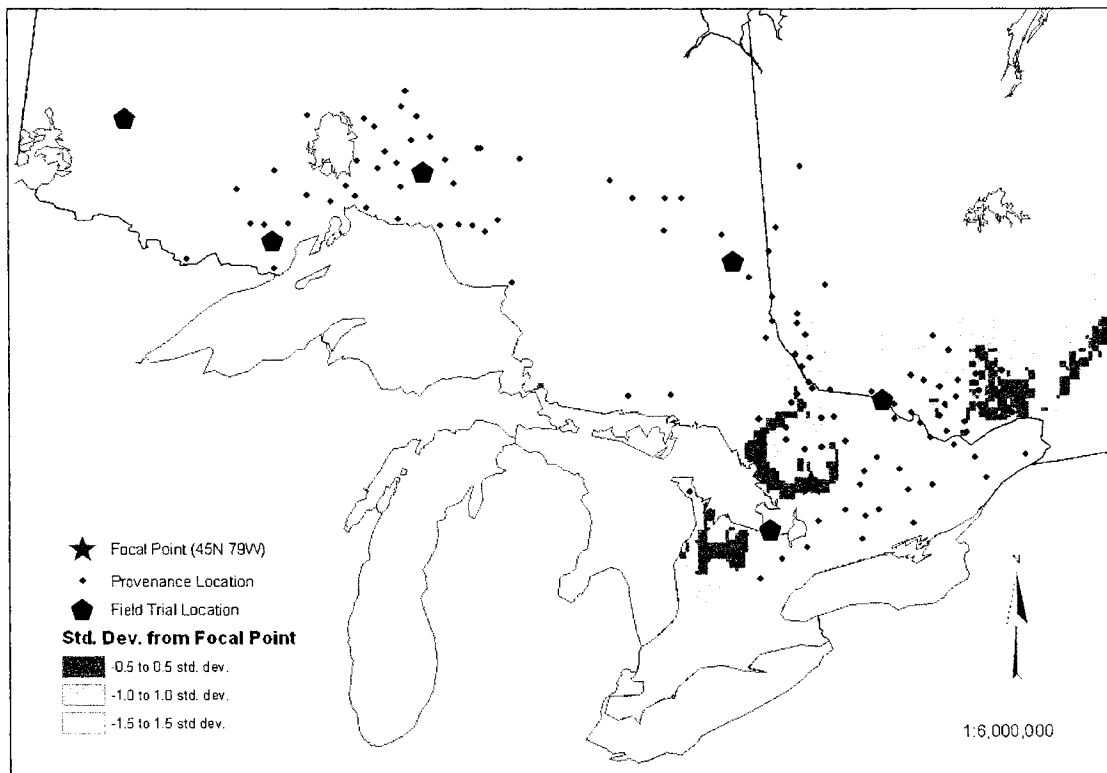 Focal Point (45N 79W)
Provenance Location
Field Trial Location
Std. Dev. from Focal Point
-0.5 to 0.5 std. dev.
-1.0 to 1.0 std. dev.
-1.5 to 1.5 std dev.
N
1:6,000,000